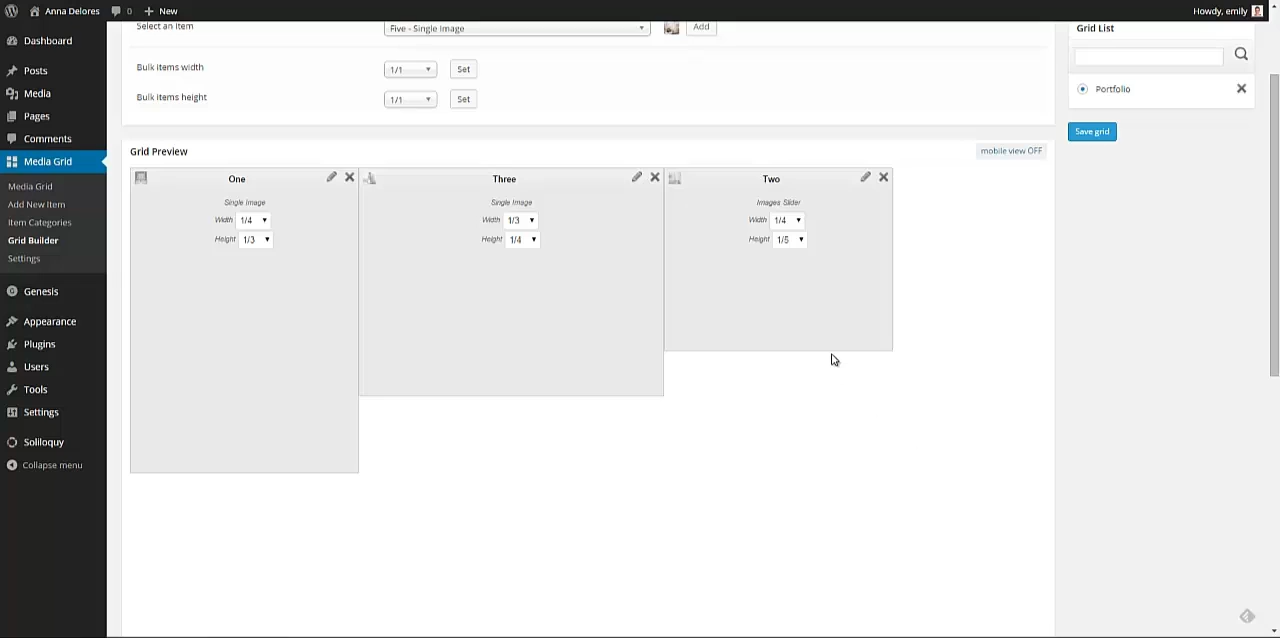 Anna Delores 0 New Howdy, emily
Dashboard
Posts
Media
Pages
Comments
Media Grid
Media Grid
Add New Item
Item Categories
Grid Builder
Settings
Genesis
Appearance
Plugins
Users
Tools
Settings
Soliloquy
Collapse menu
Select an Item Five - Single Image Add
Bulk items width 1/1 Set
Bulk items height 1/1 Set
Grid Preview mobile view OFF
One
Single Image
Width 1/4
Height 1/3
Three
Single Image
Width 1/3
Height 1/4
Two
Images Slider
Width 1/4
Height 1/5
Grid List
Portfolio
Save grid